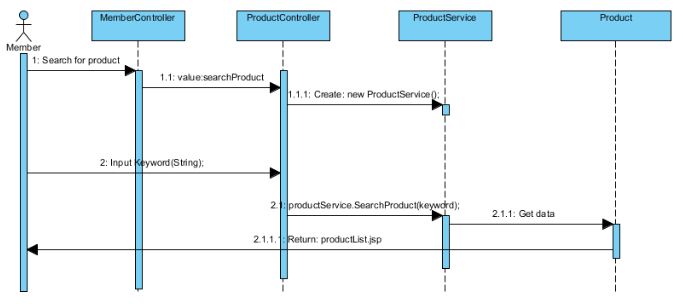 MemberController
ProductController
ProductService
Product
Member
1: Search for product
1.1: value:searchProduct
1.1.1: Create: new ProductService();
2: Input Keyword(String);
2.1: productService.SearchProduct(keyword);
2.1.1: Get data
2.1.1.1: Return: productList.jsp